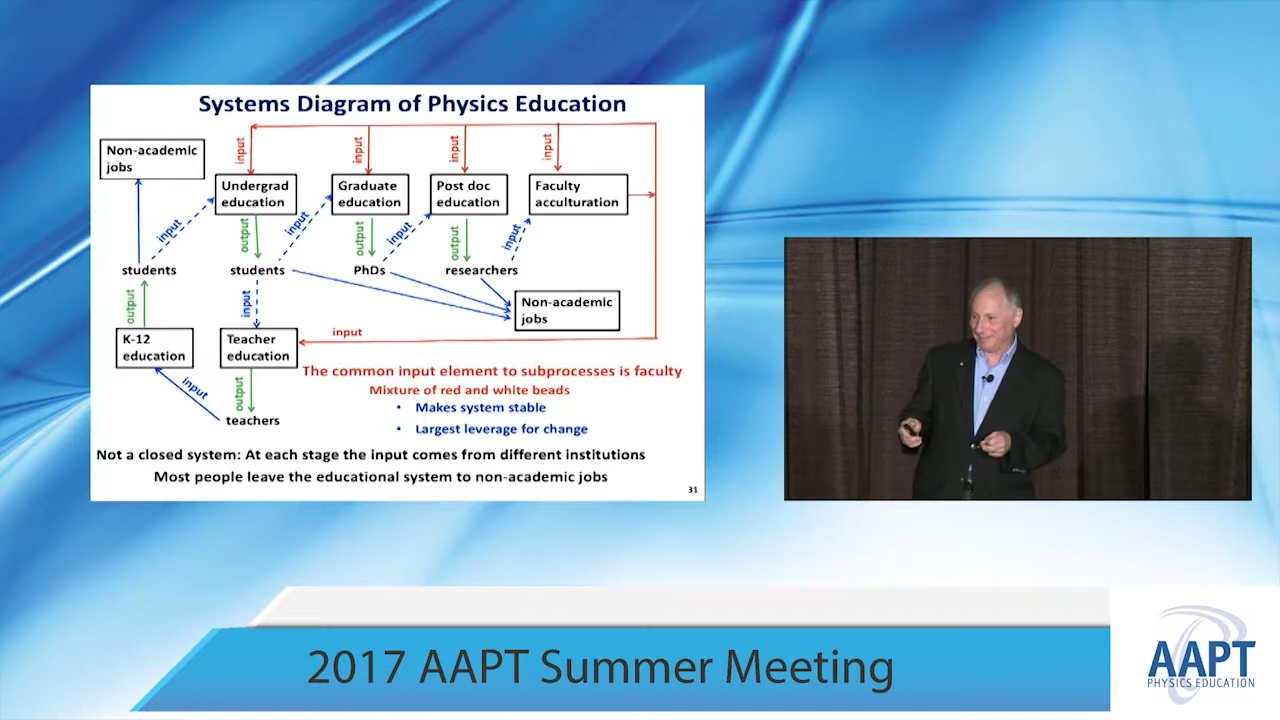 Systems Diagram of Physics Education
Non-academic
jobs
input
input
input
input
Undergrad
education
Graduate
education
Post doc
education
Faculty
acculturation
input
output
input
output
input
output
input
students
students
PhDs
researchers
output
input
Non-academic
jobs
K-12
education
Teacher
education
input
input
output
teachers
The common input element to subprocesses is faculty
Mixture of red and white beads
• Makes system stable
• Largest leverage for change
Not a closed system: At each stage the input comes from different institutions
Most people leave the educational system to non-academic jobs
31
2017 AAPT Summer Meeting
AAPT
PHYSICS EDUCATION